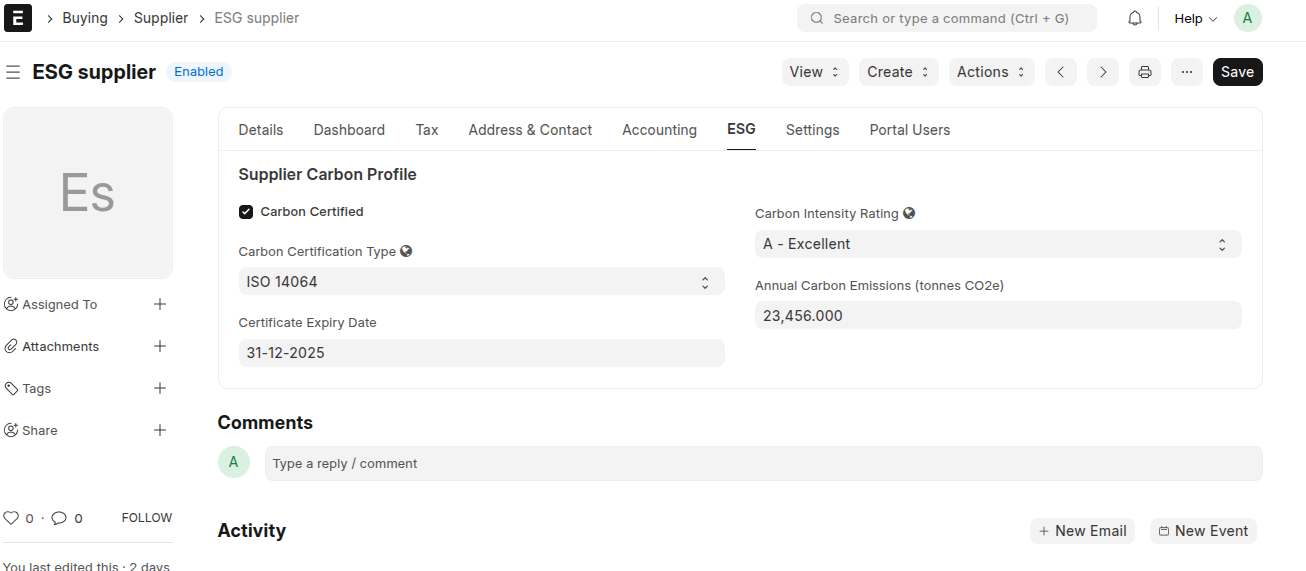 E Buying Supplier ESG supplier Search or type a command (Ctrl + G) Help A
ESG supplier Enabled View Create Actions ... Save
Es
Details Dashboard Tax Address & Contact Accounting ESG Settings Portal Users
Supplier Carbon Profile
Carbon Certified
Carbon Certification Type
ISO 14064
Certificate Expiry Date
31-12-2025
Carbon Intensity Rating
A - Excellent
Annual Carbon Emissions (tonnes CO2e)
23,456.000
Assigned To
Attachments
Tags
Share
0 · 0 FOLLOW
You last edited this · 2 days
Comments
A Type a reply / comment
Activity New Email New Event